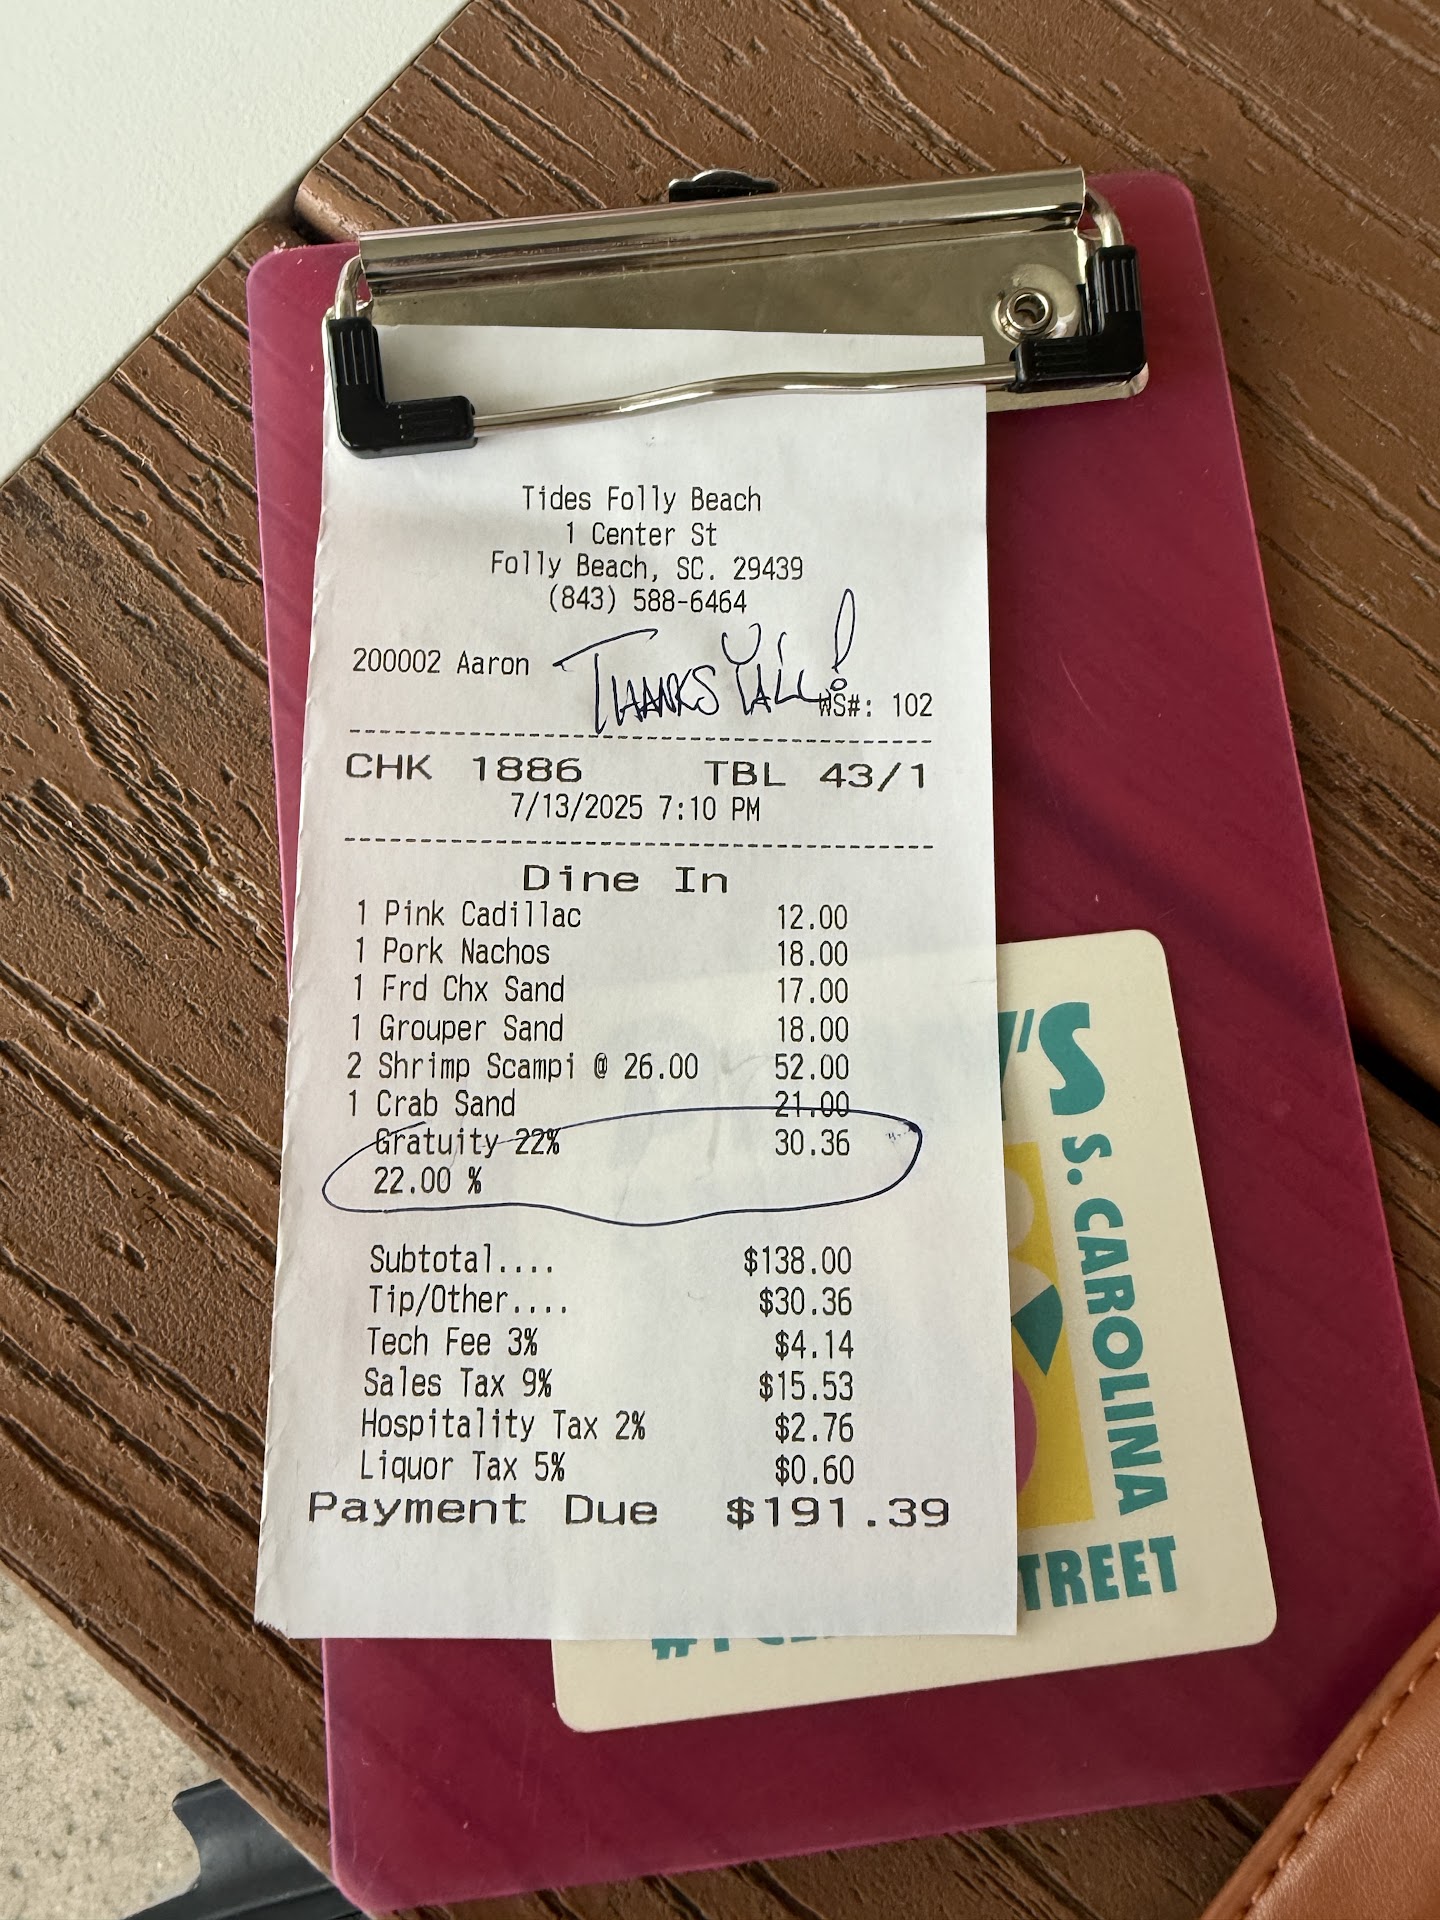 Tides Folly Beach
1 Center St
Folly Beach, SC. 29439
(843) 588-6464
200002 Aaron
THANKS Y'ALL!
WS#: 102
CHK 1886 TBL 43/1
7/13/2025 7:10 PM
Dine In
1 Pink Cadillac 12.00
1 Pork Nachos 18.00
1 Frd Chx Sand 17.00
1 Grouper Sand 18.00
2 Shrimp Scampi @ 26.00 52.00
1 Crab Sand 21.00
Gratuity 22% 30.36
22.00 %
Subtotal.... $138.00
Tip/Other.... $30.36
Tech Fee 3% $4.14
Sales Tax 9% $15.53
Hospitality Tax 2% $2.76
Liquor Tax 5% $0.60
Payment Due $191.39
'S
S. CAROLINA
TREET